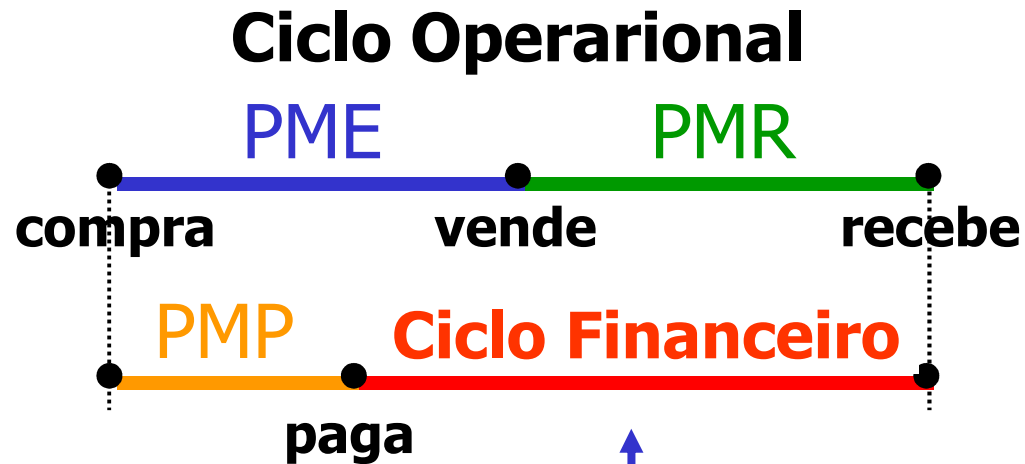 Ciclo Operarional
PME PMR
compra vende recebe
PMP Ciclo Financeiro
paga